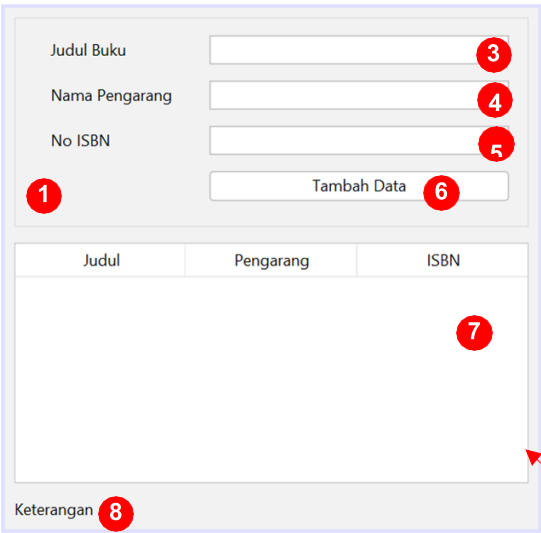 Judul Buku 3
Nama Pengarang 4
No ISBN 5
Tambah Data 6
1
Judul Pengarang ISBN
7
Keterangan 8